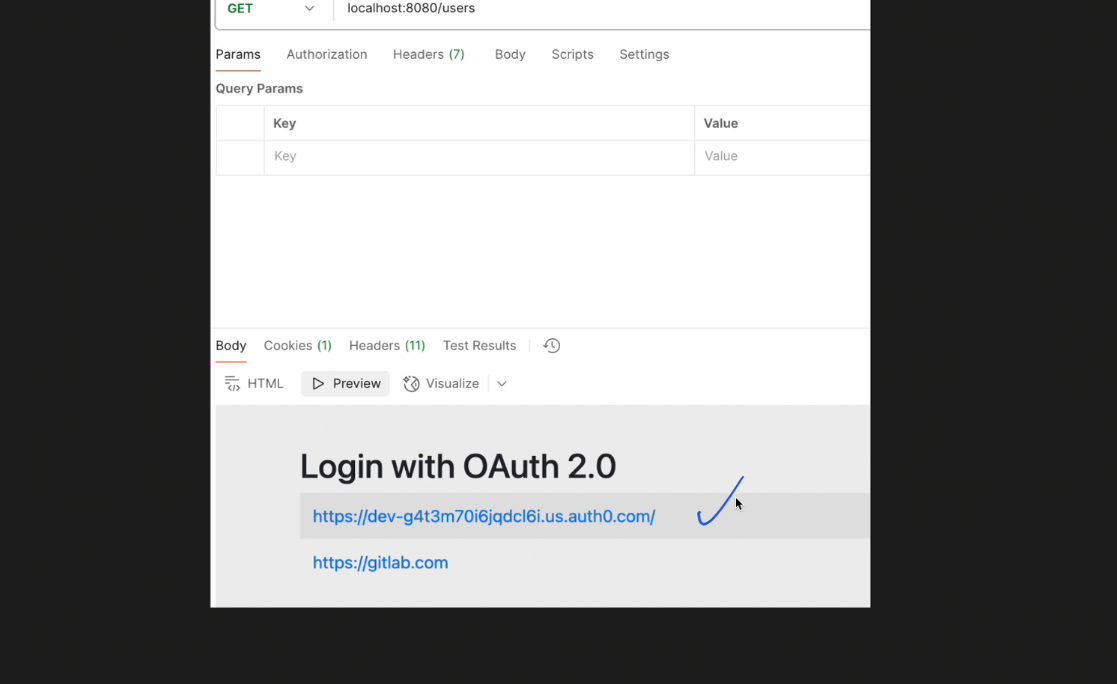 GET localhost:8080/users
Params Authorization Headers (7) Body Scripts Settings
Query Params
Key Value
Key Value
Body Cookies (1) Headers (11) Test Results
HTML Preview Visualize
Login with OAuth 2.0
https://dev-g4t3m70i6jqdcl6i.us.auth0.com/
https://gitlab.com